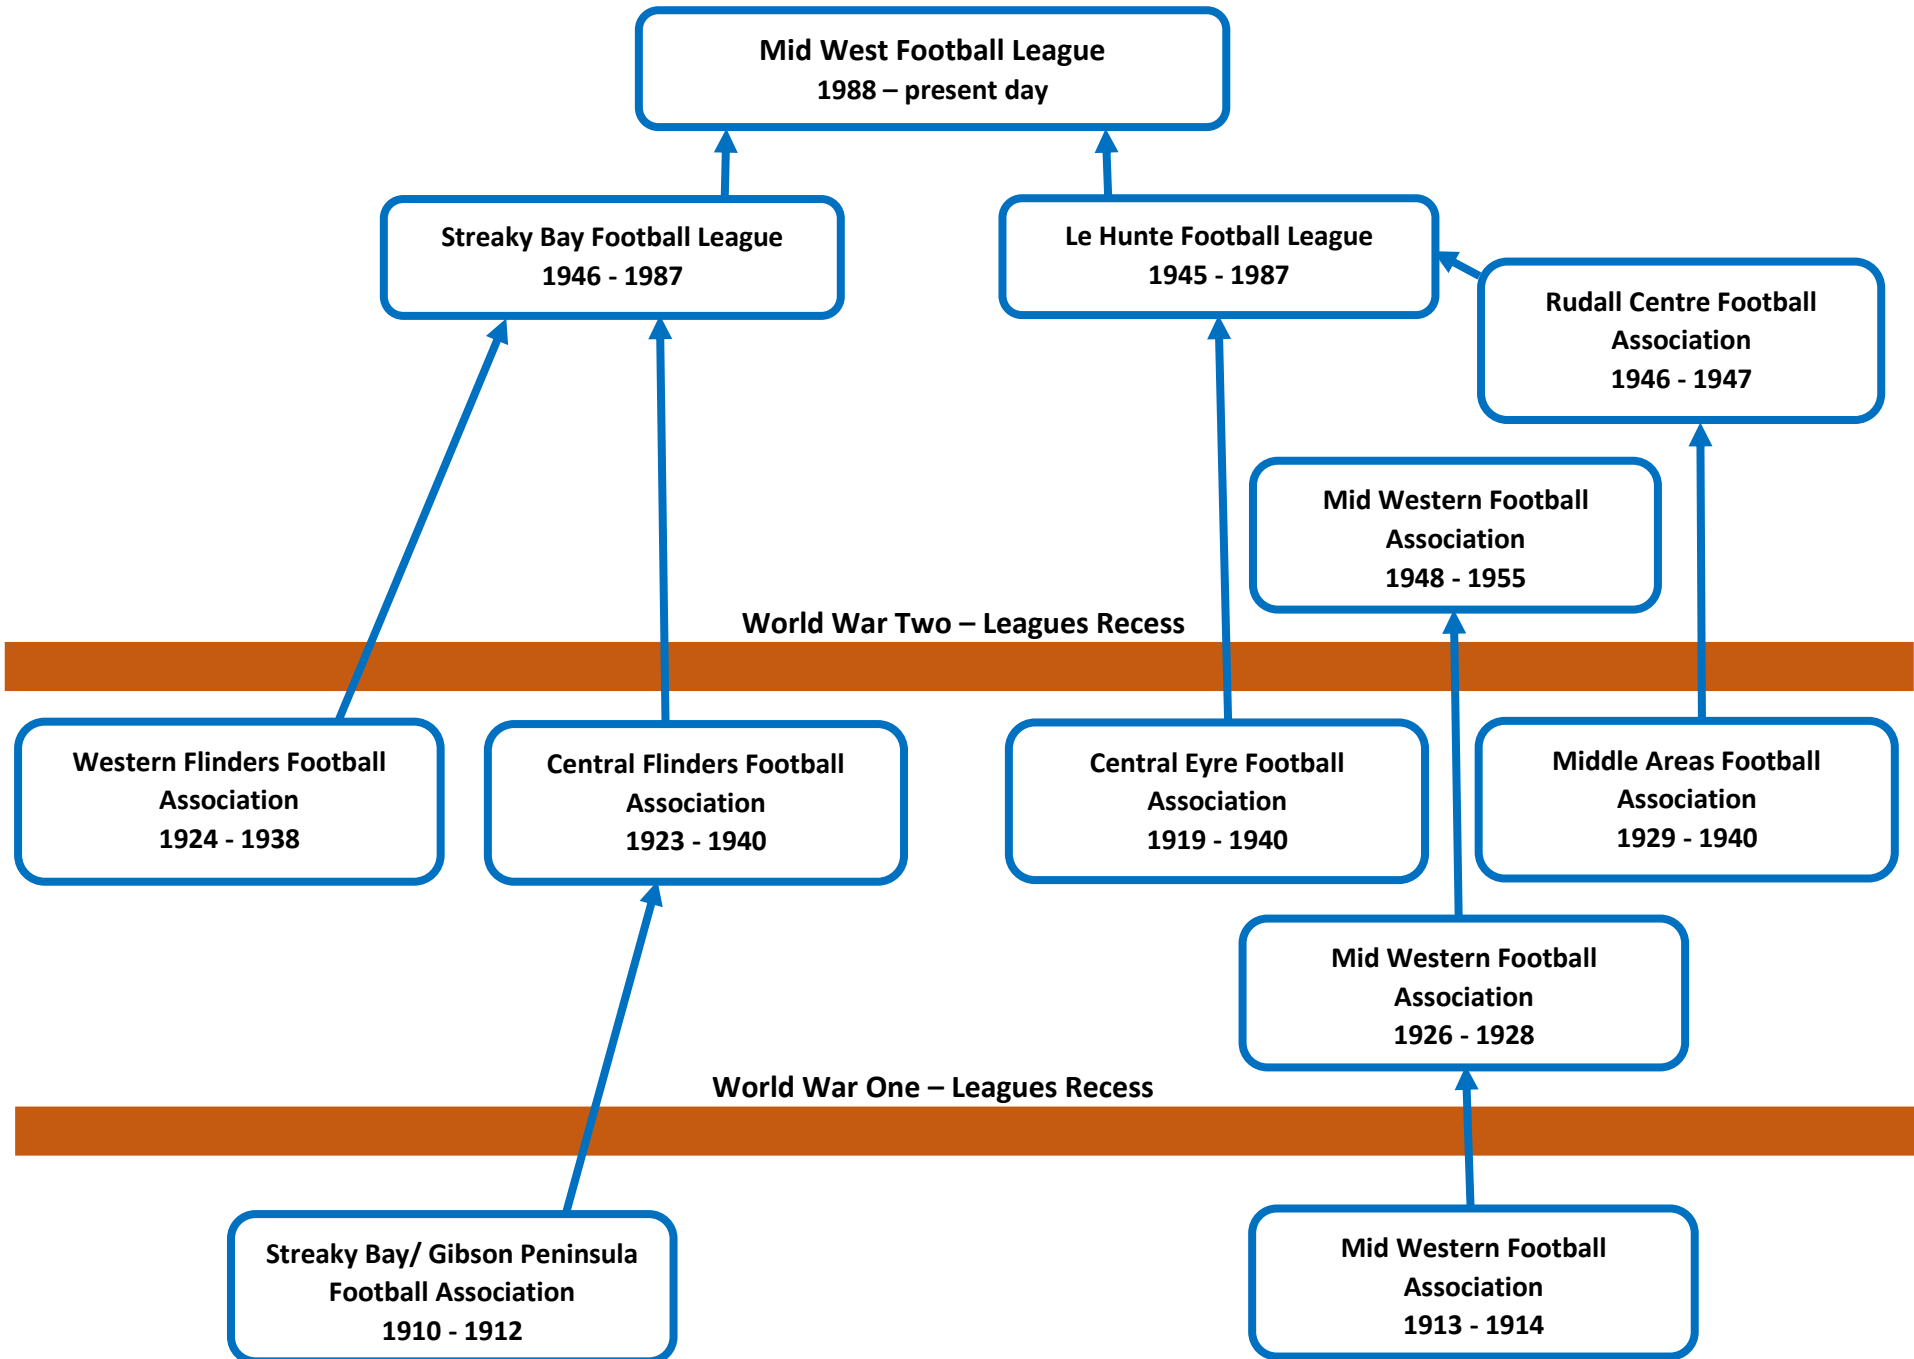 Mid West Football League
1988 – present day
Streaky Bay Football League
1946 - 1987
Le Hunte Football League
1945 - 1987
Rudall Centre Football
Association
1946 - 1947
Mid Western Football
Association
1948 - 1955
World War Two – Leagues Recess
Western Flinders Football
Association
1924 - 1938
Central Flinders Football
Association
1923 - 1940
Central Eyre Football
Association
1919 - 1940
Middle Areas Football
Association
1929 - 1940
Mid Western Football
Association
1926 - 1928
World War One – Leagues Recess
Streaky Bay/ Gibson Peninsula
Football Association
1910 - 1912
Mid Western Football
Association
1913 - 1914